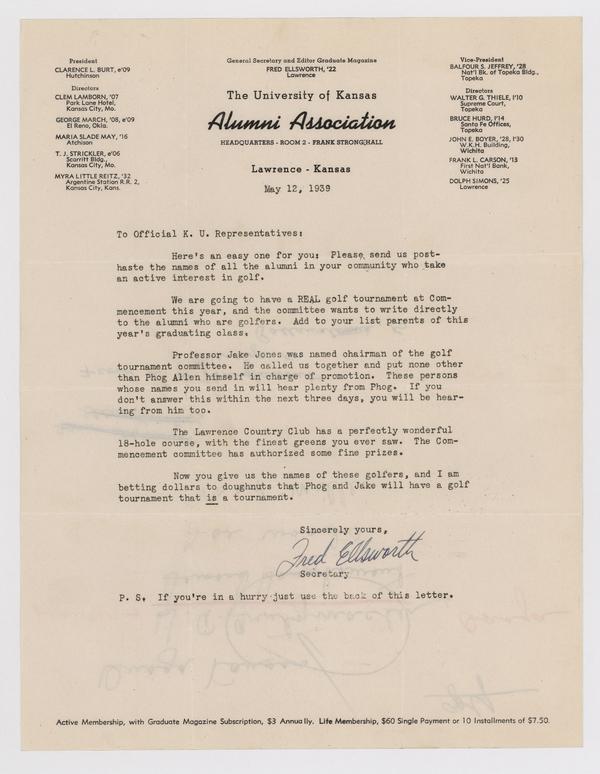 President
CLARENCE L. BURT, e'09
Hutchinson
Directors
CLEM LAMBORN, '07
Park Lane Hotel,
Kansas City, Mo.
GEORGE MARCH, '08, e'09
El Reno, Okla.
MARIA SLADE MAY, '16
Atchison
T. J. STRICKLER, e'06
Scarritt Bldg.,
Kansas City, Mo.
MYRA LITTLE REITZ, '32
Argentine Station R.R. 2,
Kansas City, Kans.
General Secretary and Editor Graduate Magazine
FRED ELLSWORTH, '22
Lawrence
The University of Kansas
Alumni Association
HEADQUARTERS - ROOM 2 - FRANK STRONG HALL
Lawrence - Kansas
Vice-President
BALFOUR S. JEFFREY, '28
Nat'l Bk. of Topeka Bldg.,
Topeka
Directors
WALTER G. THIELE, l'10
Supreme Court,
Topeka
BRUCE HURD, l'14
Santa Fe Offices,
Topeka
JOHN E. BOYER, '28, l'30
W.K.H. Building,
Wichita
FRANK L. CARSON, '13
First Nat'l Bank,
Wichita
DOLPH SIMONS, '25
Lawrence
May 12, 1939
To Official K. U. Representatives:
Here's an easy one for you: Please send us post-
haste the names of all the alumni in your community who take
an active interest in golf.
We are going to have a REAL golf tournament at Com-
mencement this year, and the committee wants to write directly
to the alumni who are golfers. Add to your list parents of this
year's graduating class.
Professor Jake Jones was named chairman of the golf
tournament committee. He called us together and put none other
than Phog Allen himself in charge of promotion. These persons
whose names you send in will hear plenty from Phog. If you
don't answer this within the next three days, you will be hear-
ing from him too.
The Lawrence Country Club has a perfectly wonderful
18-hole course, with the finest greens you ever saw. The Com-
mencement committee has authorized some fine prizes.
Now you give us the names of these golfers, and I am
betting dollars to doughnuts that Phog and Jake will have a golf
tournament that is a tournament.
Sincerely yours,
Fred Ellsworth
Secretary
P. S. If you're in a hurry just use the back of this letter.
Active Membership, with Graduate Magazine Subscription, $3 Annually. Life Membership, $60 Single Payment or 10 Installments of $7.50.